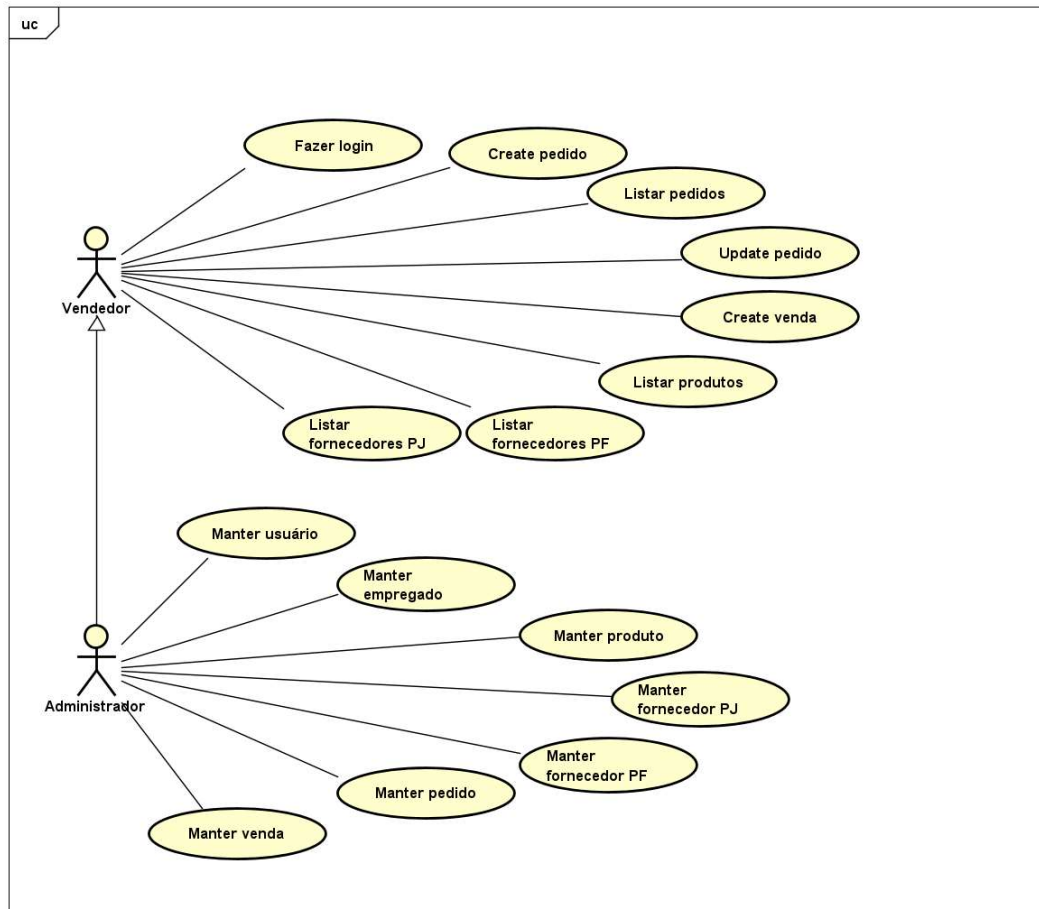 uc
Fazer login
Create pedido
Listar pedidos
Update pedido
Vendedor
Create venda
Listar produtos
Listar
fornecedores PJ
Listar
fornecedores PF
Manter usuário
Manter
empregado
Manter produto
Manter
fornecedor PJ
Administrador
Manter
fornecedor PF
Manter pedido
Manter venda